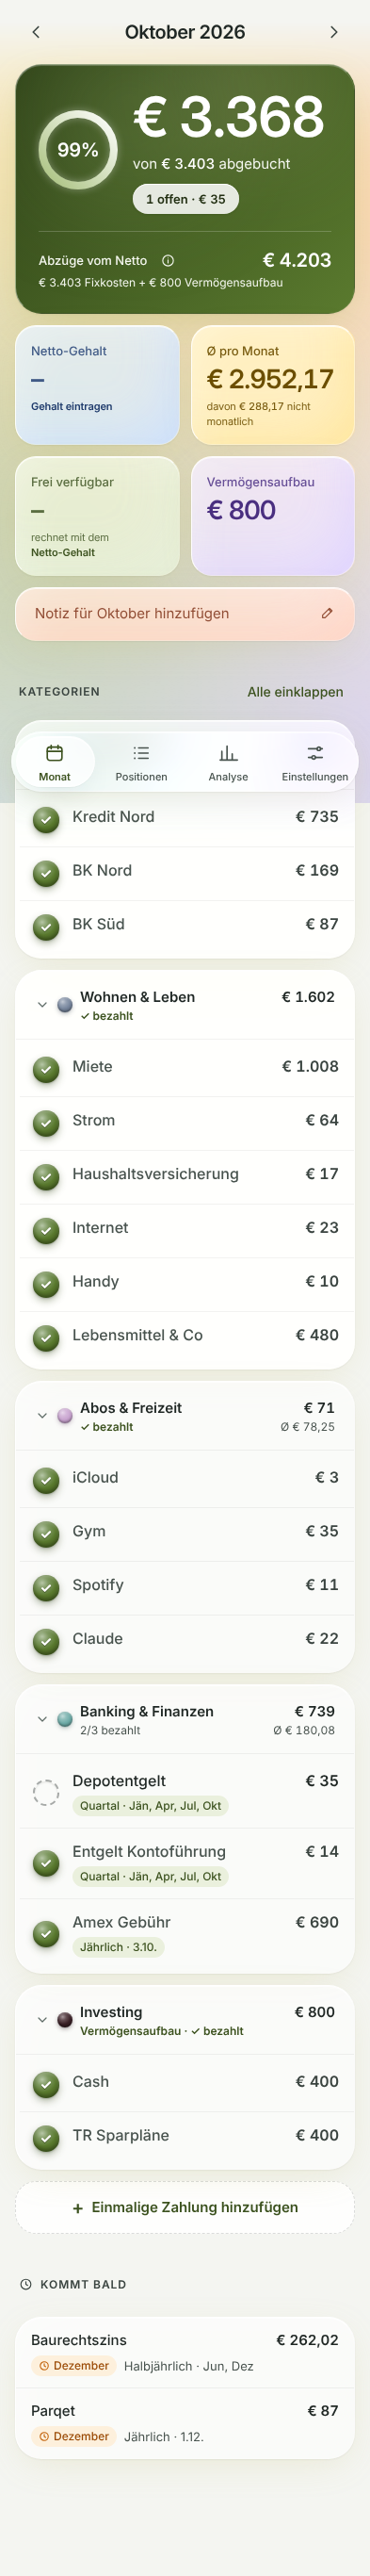 Oktober 2026
99%
€ 3.368
von € 3.403 abgebucht
1 offen · € 35
Abzüge vom Netto
€ 4.203
€ 3.403 Fixkosten + € 800 Vermögensaufbau
Netto-Gehalt
–
Gehalt eintragen
Ø pro Monat
€ 2.952,17
davon € 288,17 nicht
monatlich
Frei verfügbar
–
rechnet mit dem
Netto-Gehalt
Vermögensaufbau
€ 800
Notiz für Oktober hinzufügen
KATEGORIEN
Alle einklappen
Monat
Positionen
Analyse
Einstellungen
Kredit Nord € 735
BK Nord € 169
BK Süd € 87
Wohnen & Leben € 1.602
✓ bezahlt
Miete € 1.008
Strom € 64
Haushaltsversicherung € 17
Internet € 23
Handy € 10
Lebensmittel & Co € 480
Abos & Freizeit € 71
✓ bezahlt Ø € 78,25
iCloud € 3
Gym € 35
Spotify € 11
Claude € 22
Banking & Finanzen € 739
2/3 bezahlt Ø € 180,08
Depotentgelt € 35
Quartal · Jän, Apr, Jul, Okt
Entgelt Kontoführung € 14
Quartal · Jän, Apr, Jul, Okt
Amex Gebühr € 690
Jährlich · 3.10.
Investing € 800
Vermögensaufbau · ✓ bezahlt
Cash € 400
TR Sparpläne € 400
+ Einmalige Zahlung hinzufügen
KOMMT BALD
Baurechtszins € 262,02
Dezember Halbjährlich · Jun, Dez
Parqet € 87
Dezember Jährlich · 1.12.